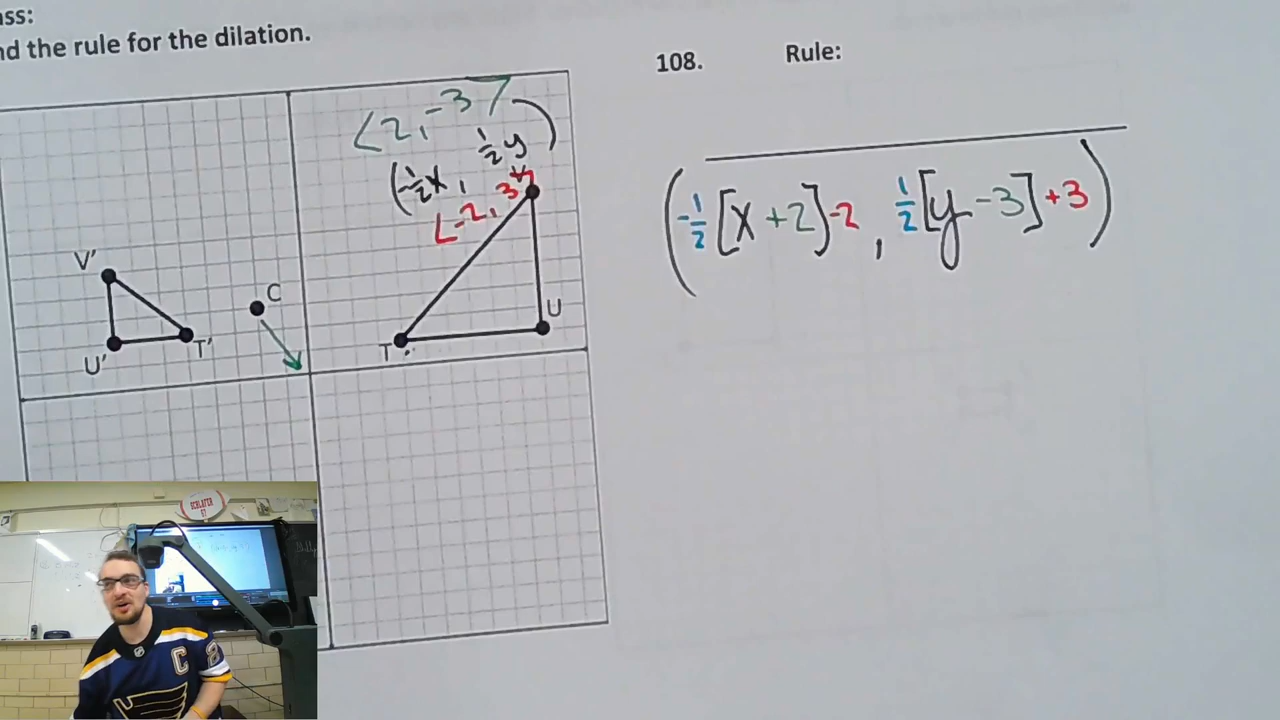 ass:
nd the rule for the dilation.
108. Rule:
⟨2, -3⟩
(-½x, ½y)
⟨-2, 3⟩
V
(-½[x+2]-2, ½[y-3]+3)
V'
C
U
T
T'
U'
SCHLATER
C